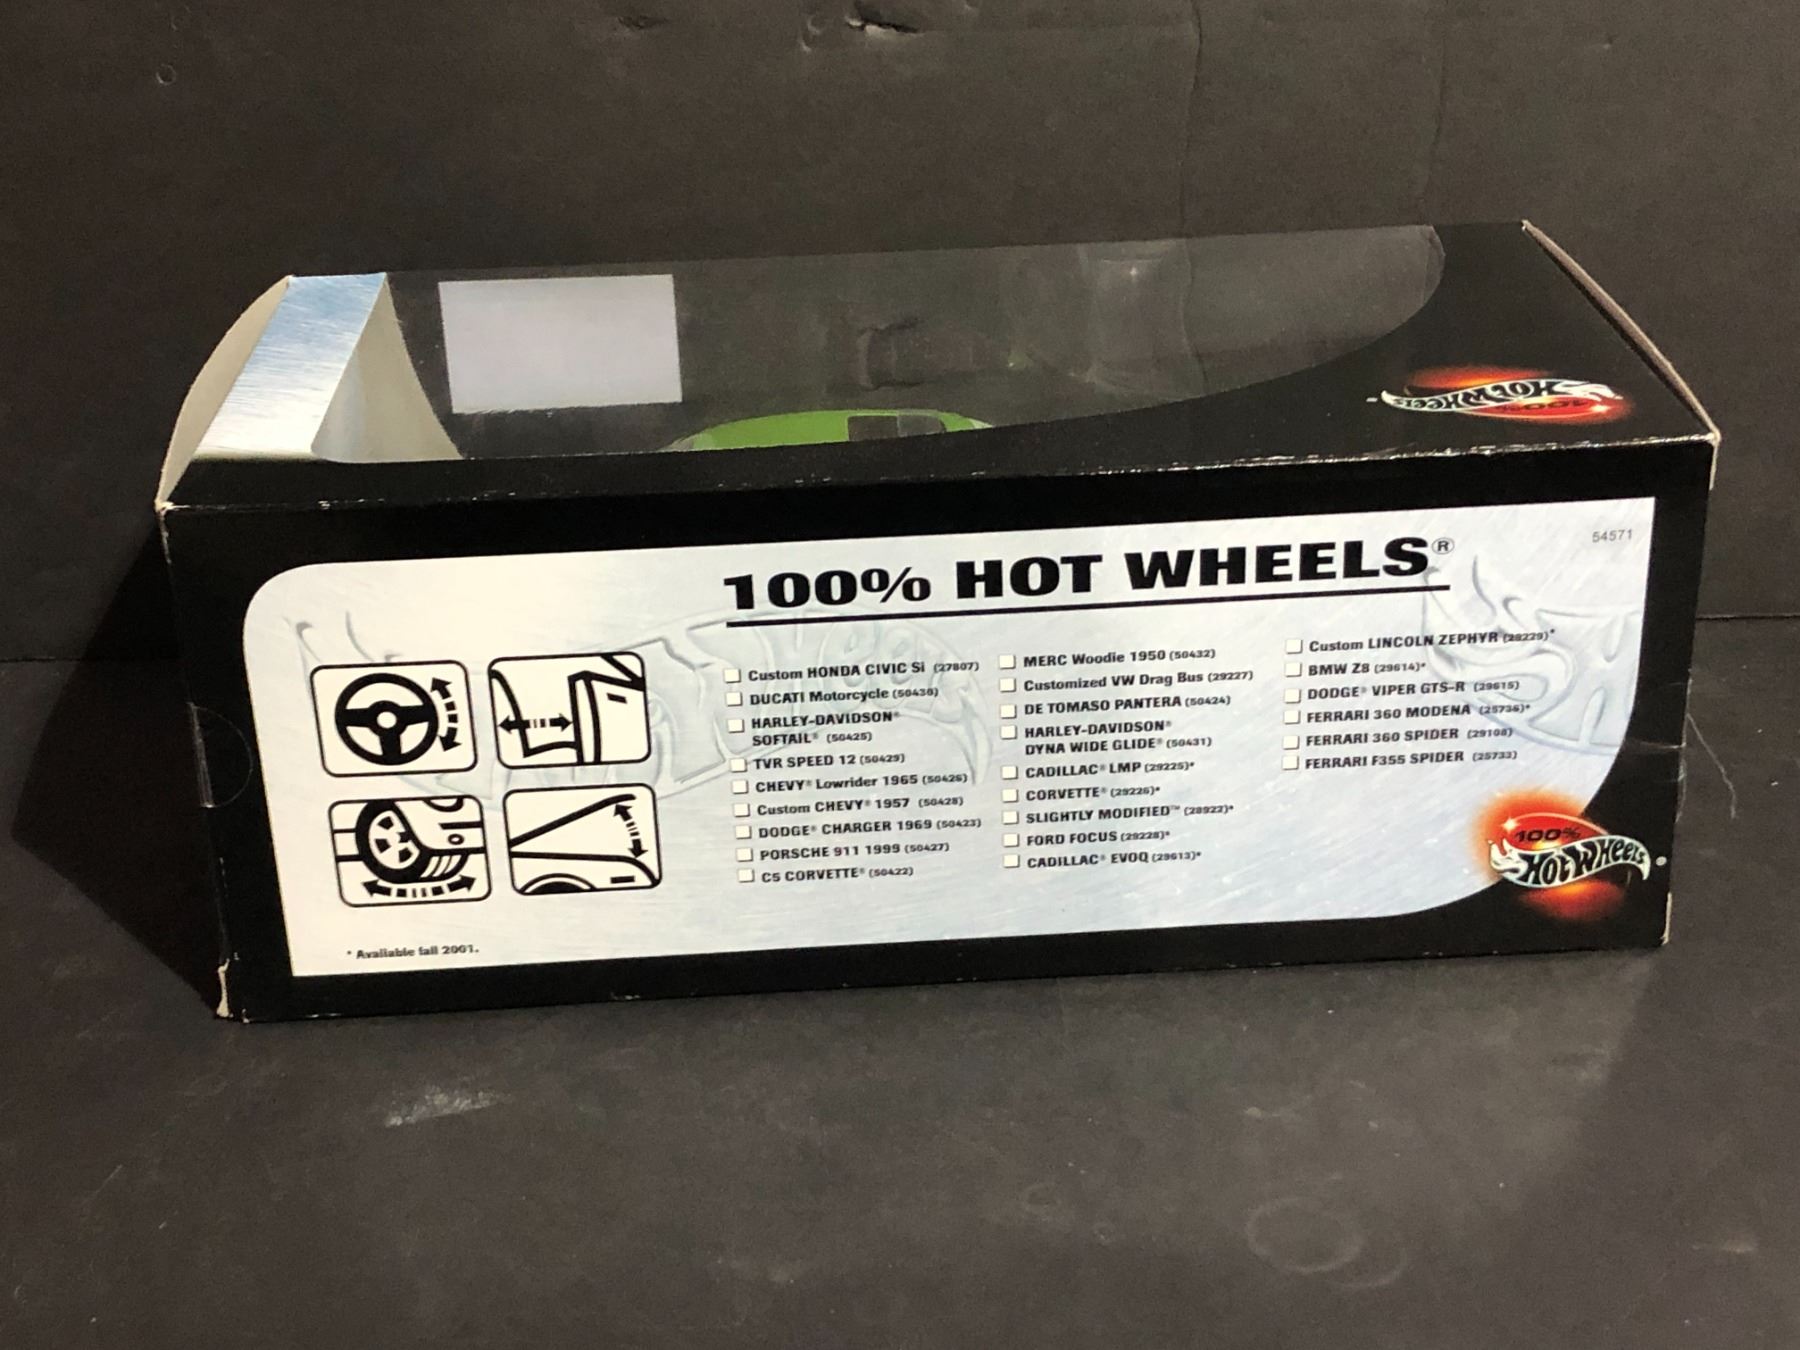 100% HOT WHEELS™
54571
100% HOT WHEELS®
Custom HONDA CIVIC Si (27807)
DUCATI Motorcycle (50430)
HARLEY-DAVIDSON®
SOFTAIL® (50425)
TVR SPEED 12 (50429)
CHEVY® Lowrider 1965 (50426)
Custom CHEVY® 1957 (50428)
DODGE® CHARGER 1969 (50423)
PORSCHE 911 1999 (50427)
C5 CORVETTE® (50422)
MERC Woodie 1950 (50432)
Customized VW Drag Bus (29227)
DE TOMASO PANTERA (50424)
HARLEY-DAVIDSON®
DYNA WIDE GLIDE® (50431)
CADILLAC® LMP (29225)*
CORVETTE® (29226)*
SLIGHTLY MODIFIED™ (28922)*
FORD FOCUS (29228)*
CADILLAC® EVOQ (29613)*
Custom LINCOLN ZEPHYR (29229)*
BMW Z8 (29614)*
DODGE® VIPER GTS-R (29615)
FERRARI 360 MODENA (25736)*
FERRARI 360 SPIDER (29108)
FERRARI F355 SPIDER (25733)
100%
HOT WHEELS
* Available fall 2001.